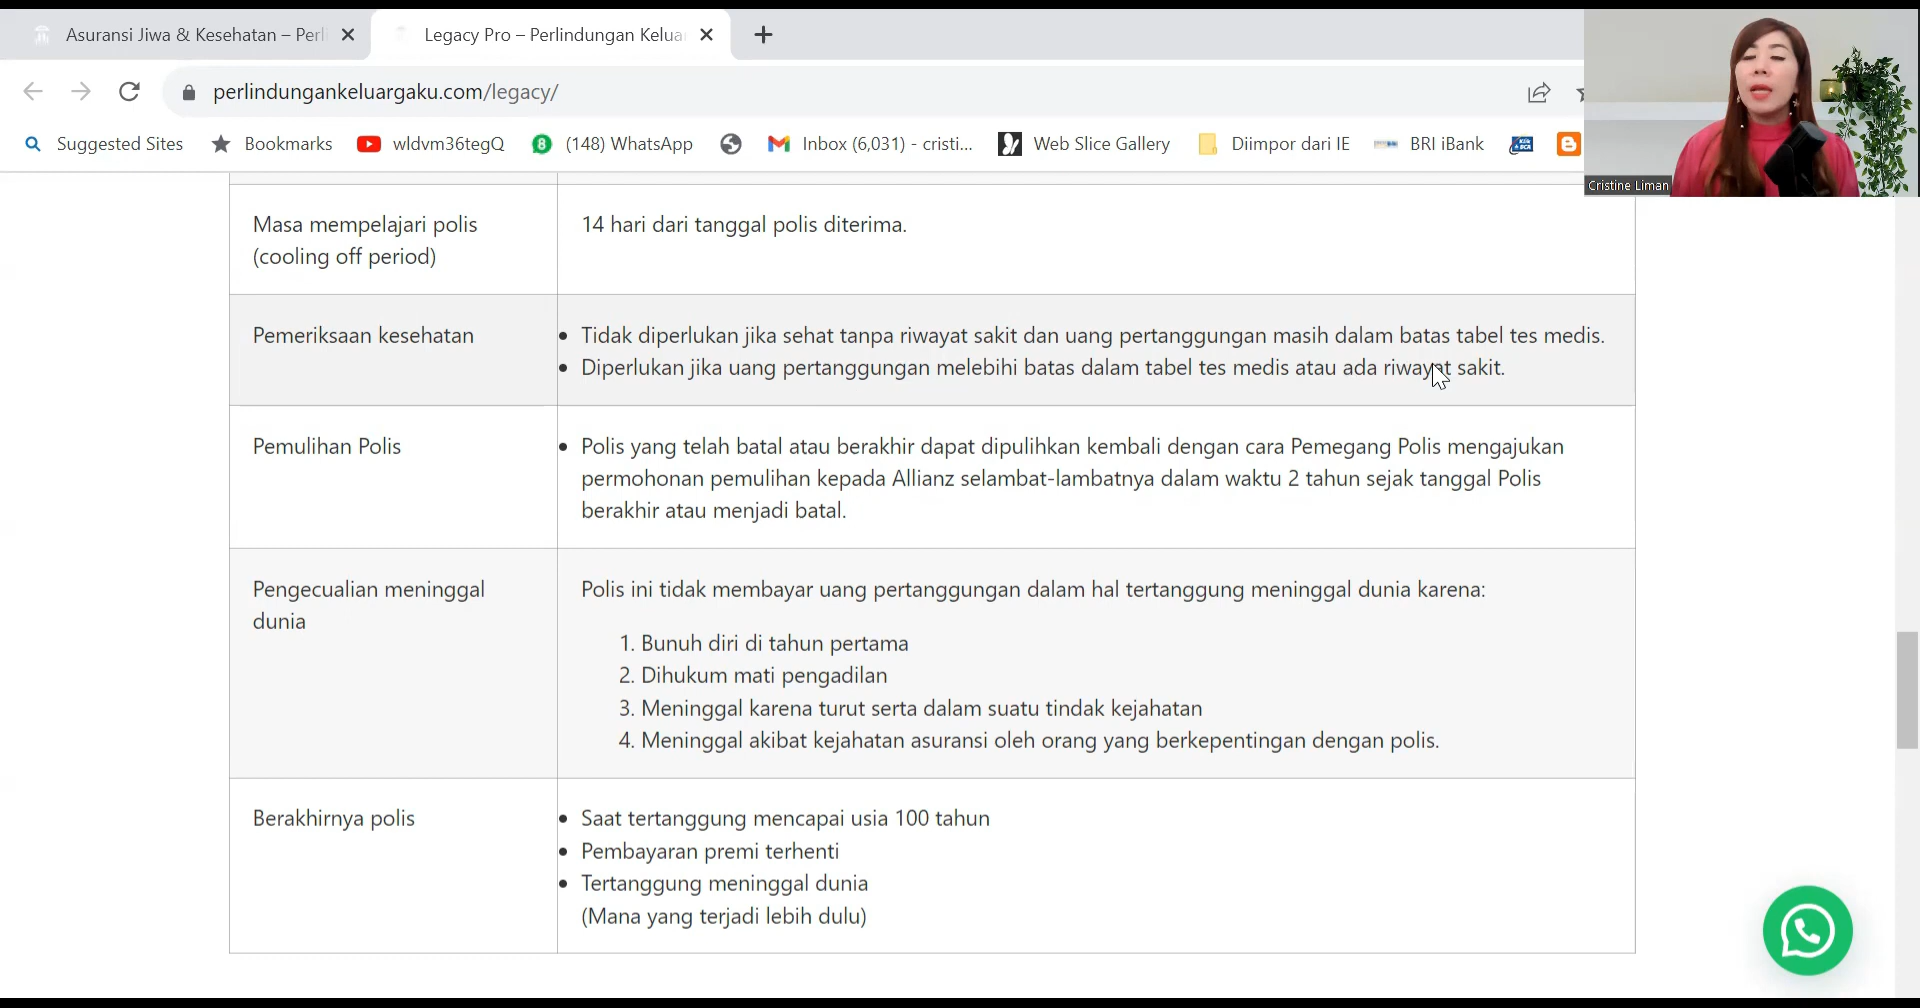 Asuransi Jiwa & Kesehatan – Perl
Legacy Pro – Perlindungan Kelua
perlindungankeluargaku.com/legacy/
Suggested Sites
Bookmarks
wldvm36tegQ
8
(148) WhatsApp
Inbox (6,031) - cristi...
Web Slice Gallery
Diimpor dari IE
BRI iBank
Cristine Liman
Masa mempelajari polis
(cooling off period)
14 hari dari tanggal polis diterima.
Pemeriksaan kesehatan
Tidak diperlukan jika sehat tanpa riwayat sakit dan uang pertanggungan masih dalam batas tabel tes medis.
Diperlukan jika uang pertanggungan melebihi batas dalam tabel tes medis atau ada riwayat sakit.
Pemulihan Polis
Polis yang telah batal atau berakhir dapat dipulihkan kembali dengan cara Pemegang Polis mengajukan
permohonan pemulihan kepada Allianz selambat-lambatnya dalam waktu 2 tahun sejak tanggal Polis
berakhir atau menjadi batal.
Pengecualian meninggal
dunia
Polis ini tidak membayar uang pertanggungan dalam hal tertanggung meninggal dunia karena:
1. Bunuh diri di tahun pertama
2. Dihukum mati pengadilan
3. Meninggal karena turut serta dalam suatu tindak kejahatan
4. Meninggal akibat kejahatan asuransi oleh orang yang berkepentingan dengan polis.
Berakhirnya polis
Saat tertanggung mencapai usia 100 tahun
Pembayaran premi terhenti
Tertanggung meninggal dunia
(Mana yang terjadi lebih dulu)